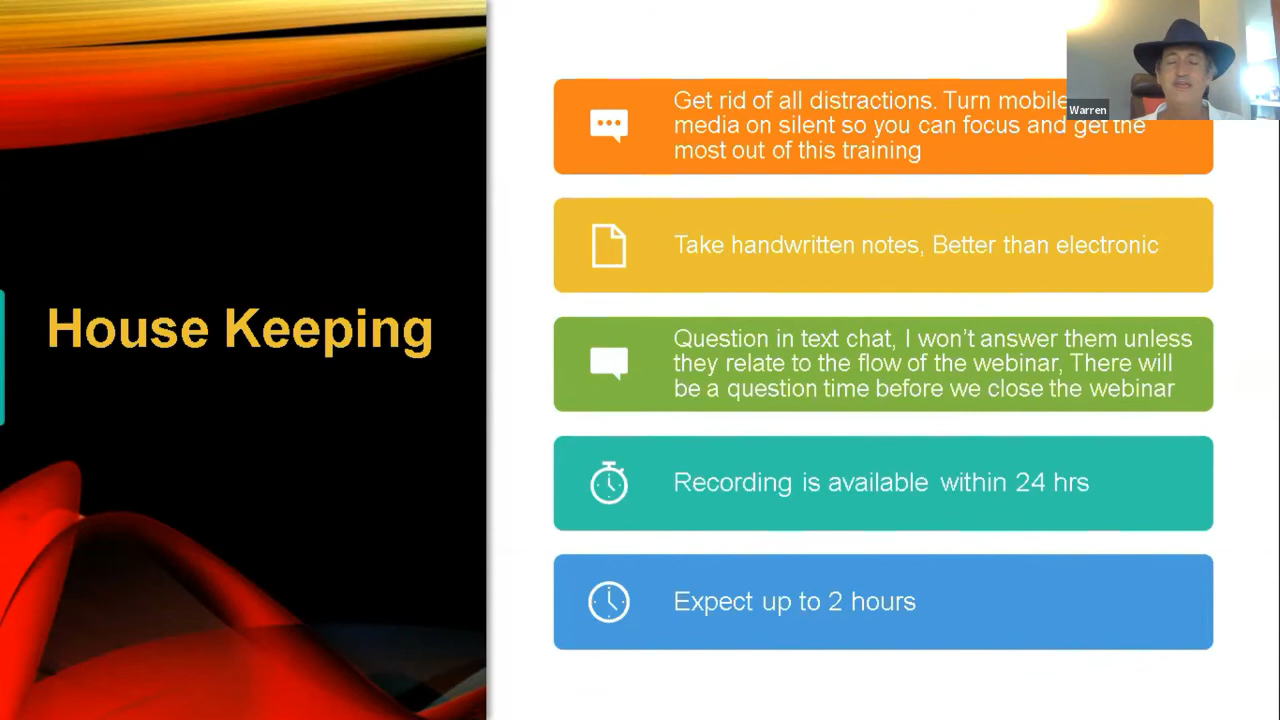 House Keeping
Get rid of all distractions. Turn mobile
media on silent so you can focus and get the
most out of this training
Take handwritten notes, Better than electronic
Question in text chat, I won't answer them unless
they relate to the flow of the webinar, There will
be a question time before we close the webinar
Recording is available within 24 hrs
Expect up to 2 hours
Warren